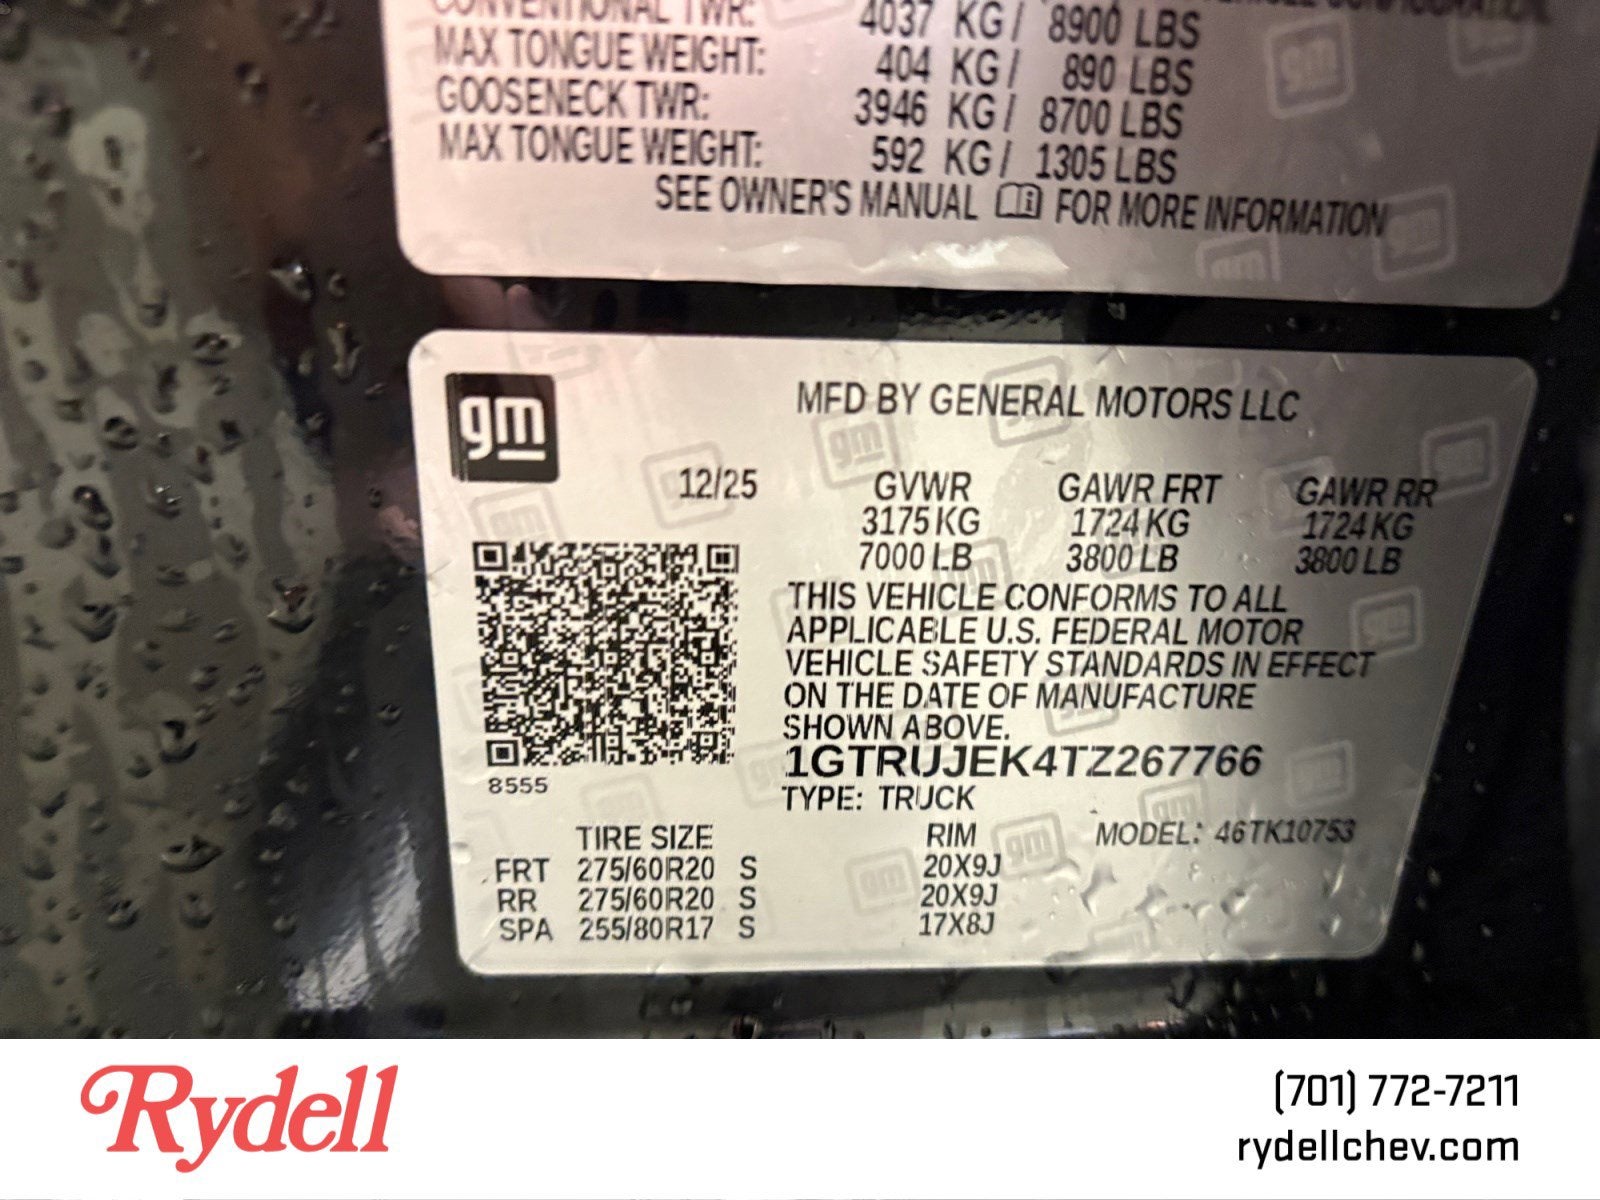 CONVENTIONAL TWR: 4037 KG / 8900 LBS
MAX TONGUE WEIGHT: 404 KG / 890 LBS
GOOSENECK TWR: 3946 KG / 8700 LBS
MAX TONGUE WEIGHT: 592 KG / 1305 LBS
SEE OWNER'S MANUAL FOR MORE INFORMATION
gm
MFD BY GENERAL MOTORS LLC
12/25 GVWR GAWR FRT GAWR RR
3175 KG 1724 KG 1724 KG
7000 LB 3800 LB 3800 LB
THIS VEHICLE CONFORMS TO ALL
APPLICABLE U.S. FEDERAL MOTOR
VEHICLE SAFETY STANDARDS IN EFFECT
ON THE DATE OF MANUFACTURE
SHOWN ABOVE.
1GTRUJEK4TZ267766
8555
TYPE: TRUCK
TIRE SIZE RIM MODEL: 46TK10753
FRT 275/60R20 S 20X9J
RR 275/60R20 S 20X9J
SPA 255/80R17 S 17X8J
Rydell
(701) 772-7211
rydellchev.com